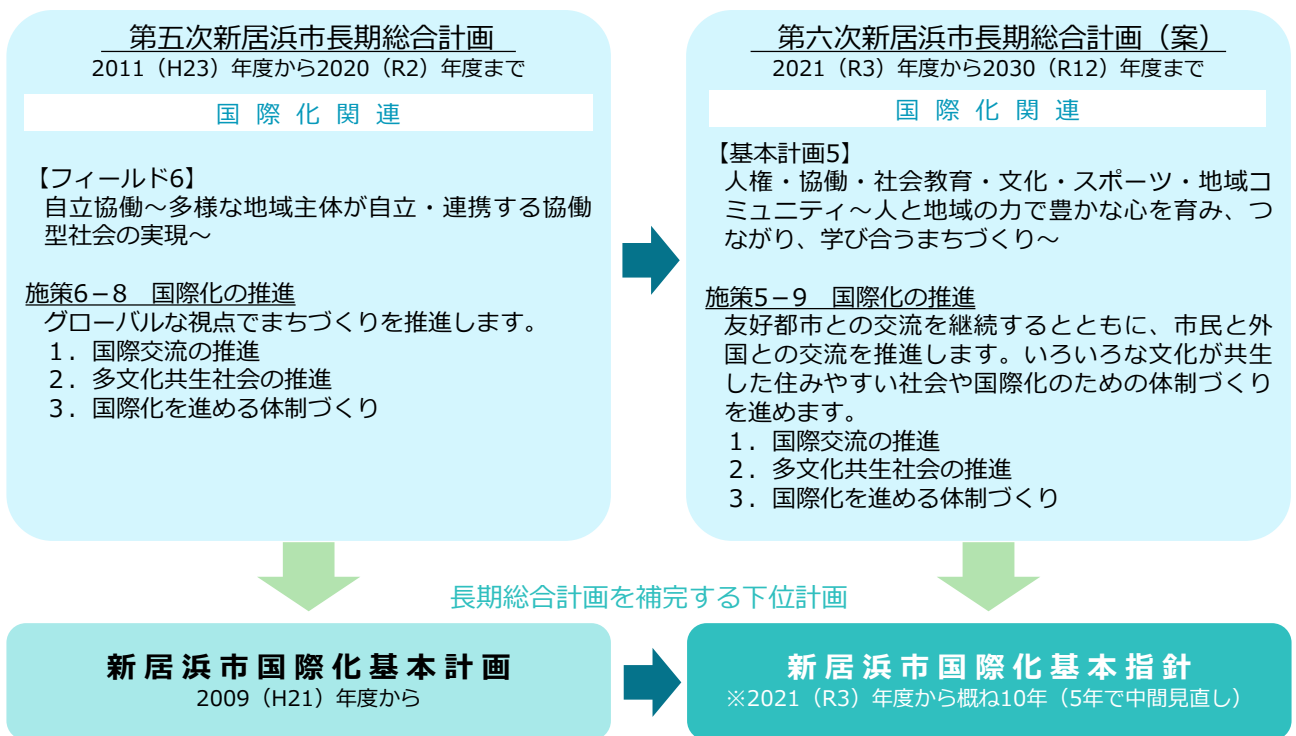 第五次新居浜市長期総合計画
2011（H23）年度から2020（R2）年度まで
国際化関連
【フィールド6】
自立協働～多様な地域主体が自立・連携する協働
型社会の実現～
施策6－8　国際化の推進
グローバルな視点でまちづくりを推進します。
１．国際交流の推進
２．多文化共生社会の推進
３．国際化を進める体制づくり
第六次新居浜市長期総合計画（案）
2021（R3）年度から2030（R12）年度まで
国際化関連
【基本計画5】
人権・協働・社会教育・文化・スポーツ・地域コ
ミュニティ～人と地域の力で豊かな心を育み、つ
ながり、学び合うまちづくり～
施策5－9　国際化の推進
友好都市との交流を継続するとともに、市民と外
国との交流を推進します。いろいろな文化が共生
した住みやすい社会や国際化のための体制づくり
を進めます。
１．国際交流の推進
２．多文化共生社会の推進
３．国際化を進める体制づくり
長期総合計画を補完する下位計画
新居浜市国際化基本計画
2009（H21）年度から
新居浜市国際化基本指針
※2021（R3）年度から概ね10年（5年で中間見直し）